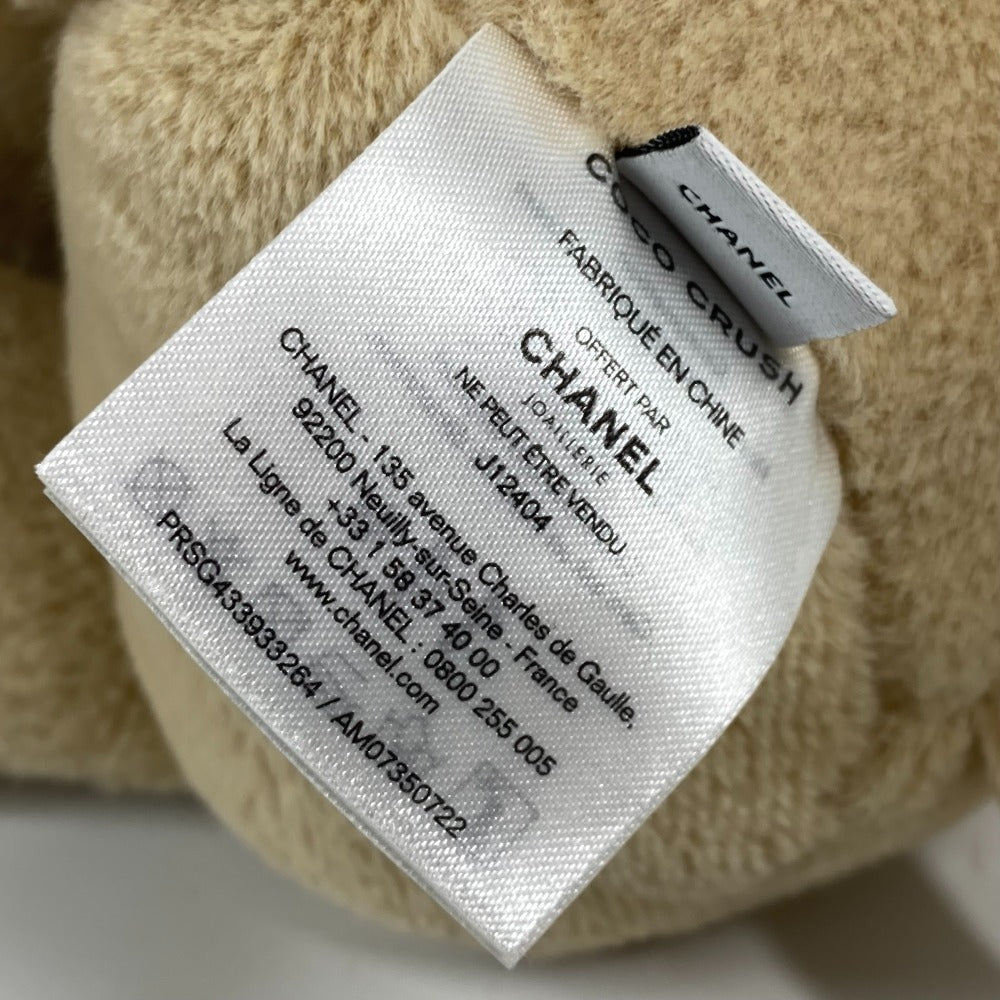 CHANEL
COCO CRUSH
FABRIQUÉ EN CHINE
OFFERT PAR
CHANEL
JOAILLERIE
NE PEUT ÊTRE VENDU
J12404
CHANEL - 135 avenue Charles de Gaulle,
92200 Neuilly-sur-Seine - France
+33 1 58 37 40 00
La Ligne de CHANEL : 0800 255 005
www.chanel.com
PRSG433933264 / AM07350722